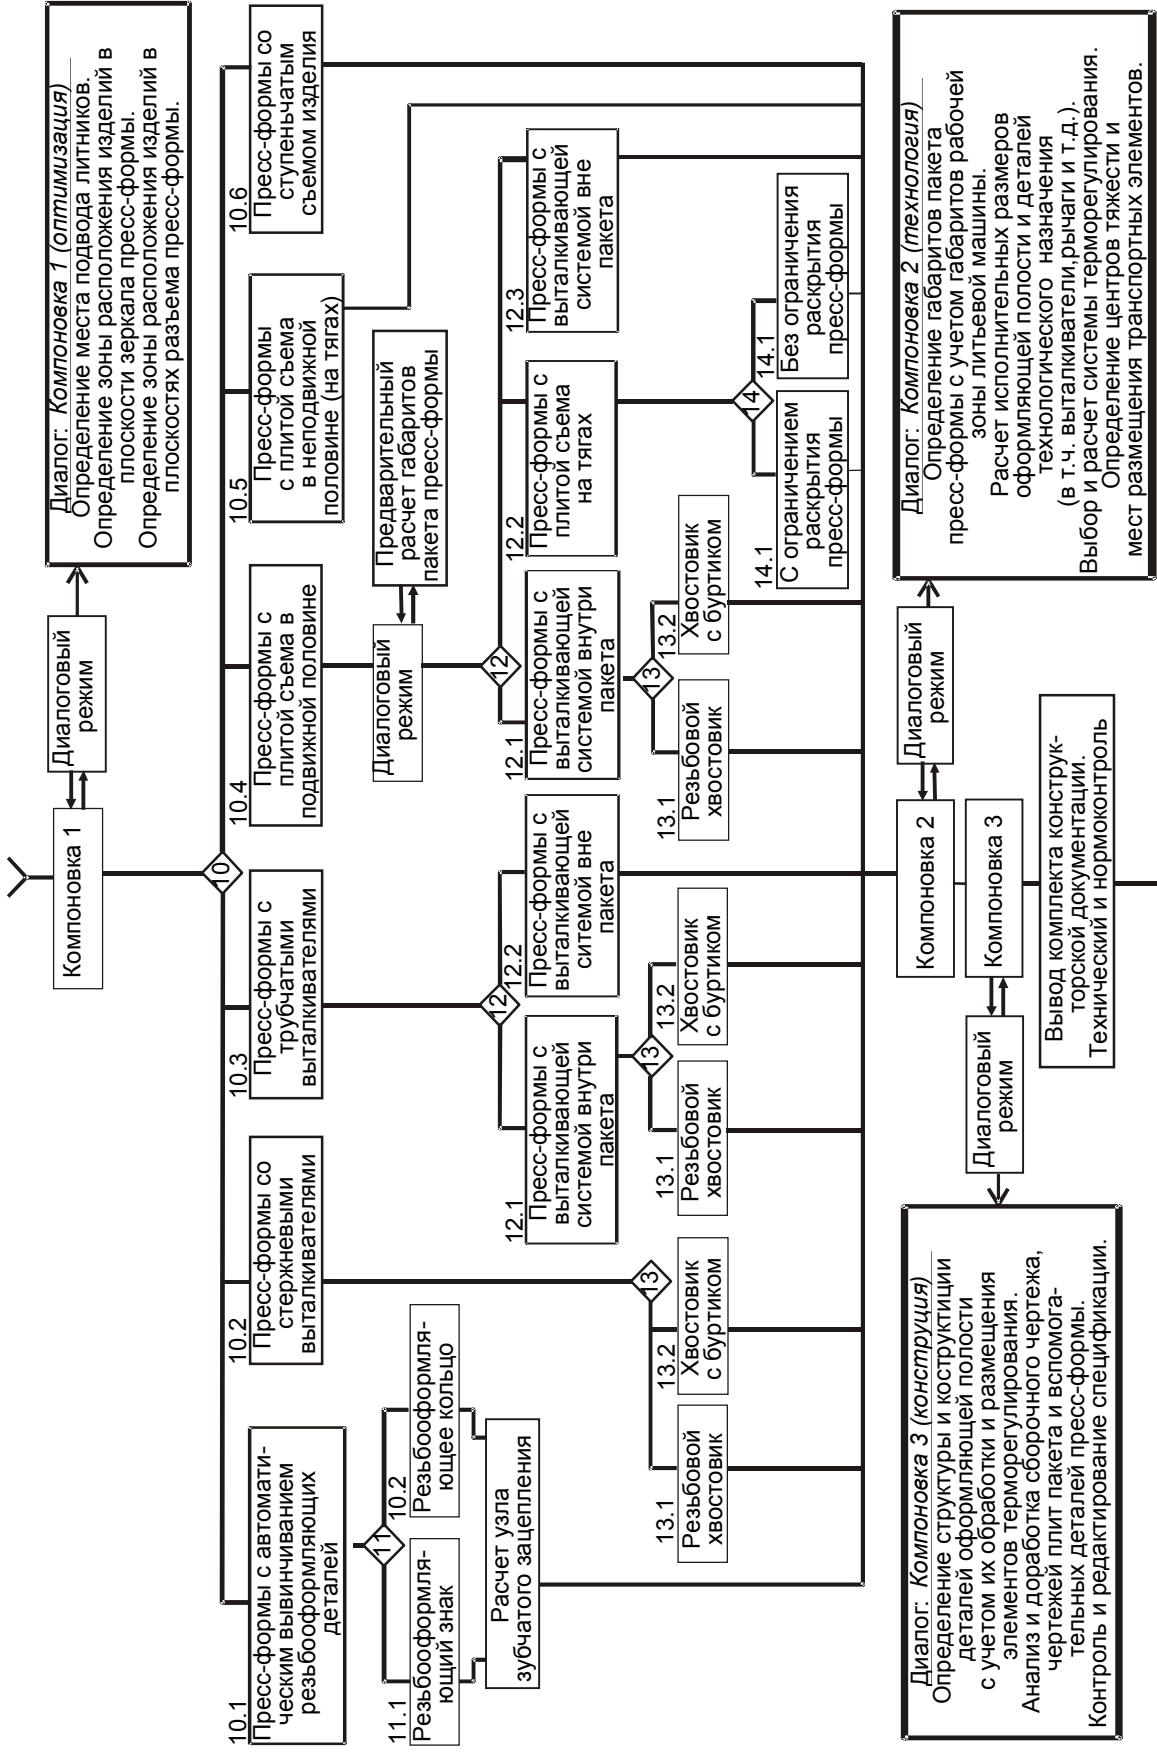 Компоновка 1
Диалоговый
режим
Диалог: Компоновка 1 (оптимизация)
Определение места подвода литников.
Определение зоны расположения изделий в
плоскости зеркала пресс-формы.
Определение зоны расположения изделий в
плоскостях разъема пресс-формы.
10
10.1
Пресс-формы с автомати-
ческим вывинчиванием
резьбооформляющих
деталей
10.2
Пресс-формы со
стержневыми
выталкивателями
10.3
Пресс-формы с
трубчатыми
выталкивателями
10.4
Пресс-формы с
плитой съема в
подвижной половине
10.5
Пресс-формы
с плитой съема
в неподвижной
половине (на тягах)
10.6
Пресс-формы со
ступеньчатым
съемом изделия
11
11.1
Резьбооформля-
ющий знак
10.2
Резьбооформля-
ющее кольцо
Расчет узла
зубчатого зацепления
Диалоговый
режим
Предварительный
расчет габаритов
пакета пресс-формы
12
12.1
Пресс-формы с
выталкивающей
системой внутри
пакета
12.2
Пресс-формы с
выталкивающей
ситемой вне
пакета
12
12.1
Пресс-формы с
выталкивающей
системой внутри
пакета
12.2
Пресс-формы с
плитой съема
на тягах
12.3
Пресс-формы с
выталкивающей
системой вне
пакета
13
13.1
Резьбовой
хвостовик
13.2
Хвостовик
с буртиком
13
13.1
Резьбовой
хвостовик
13.2
Хвостовик
с буртиком
13
13.1
Резьбовой
хвостовик
13.2
Хвостовик
с буртиком
14
14.1
С ограничением
раскрытия
пресс-формы
14.1
Без ограничения
раскрытия
пресс-формы
Компоновка 2
Диалоговый
режим
Диалог: Компоновка 2 (технология)
Определение габаритов пакета
пресс-формы с учетом габаритов рабочей
зоны литьевой машины.
Расчет исполнительных размеров
оформляющей полости и деталей
технологического назначения
(в т.ч. выталкиватели,рычаги и т.д.).
Выбор и расчет системы терморегулирования.
Определение центров тяжести и
мест размещения транспортных элементов.
Компоновка 3
Диалоговый
режим
Диалог: Компоновка 3 (конструция)
Определение структуры и коструктиции
деталей оформляющей полости
с учетом их обработки и размещения
элементов терморегулирования.
Анализ и доработка сборочного чертежа,
чертежей плит пакета и вспомога-
тельных деталей пресс-формы.
Контроль и редактирование спецификации.
Вывод комплекта конструк-
торской документации.
Технический и нормоконтроль